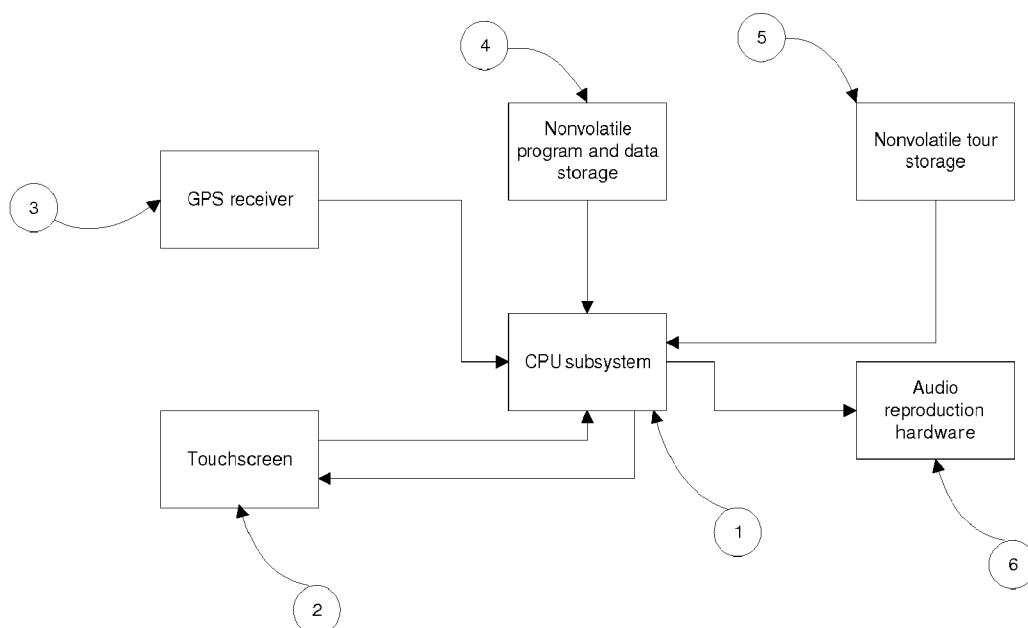 4
5
Nonvolatile
program and data
storage
Nonvolatile tour
storage
3
GPS receiver
CPU subsystem
Audio
reproduction
hardware
Touchscreen
1
6
2